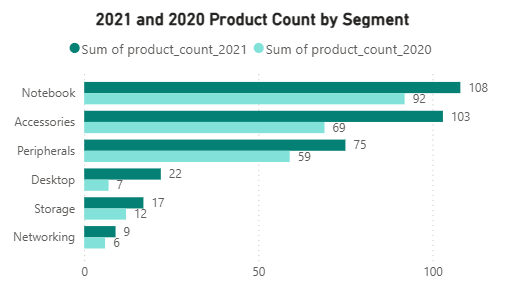 2021 and 2020 Product Count by Segment
Sum of product_count_2021 Sum of product_count_2020
Notebook 108
92
Accessories 103
69
Peripherals 75
59
Desktop 22
7
Storage 17
12
Networking 9
6
0 50 100